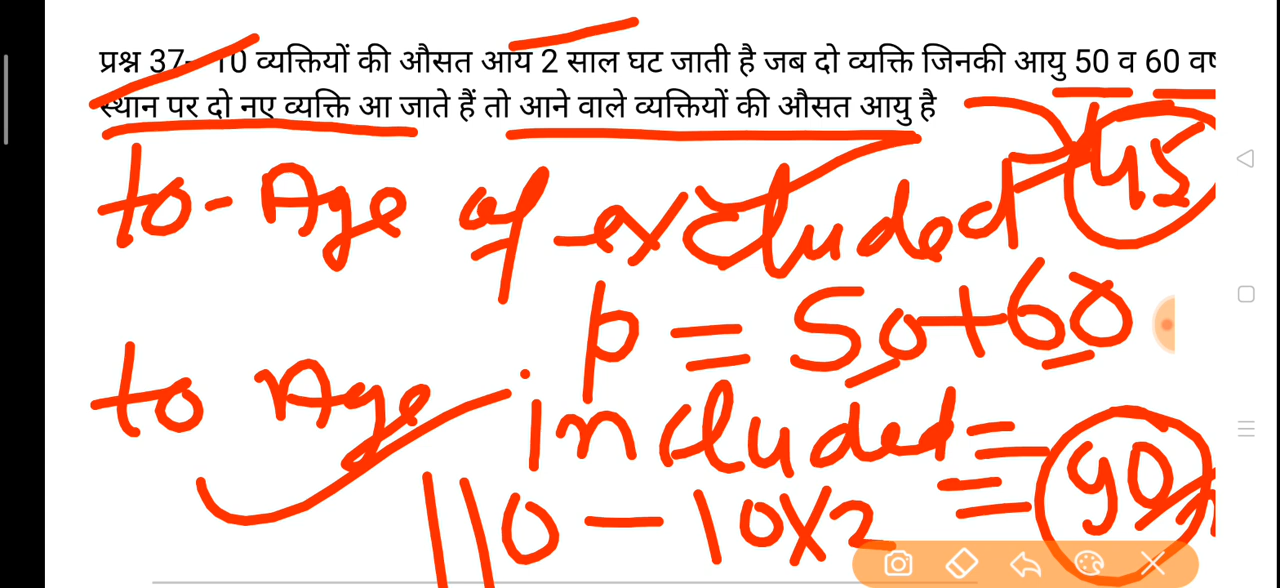 प्रश्न 37- 10 व्यक्तियों की औसत आय 2 साल घट जाती है जब दो व्यक्ति जिनकी आयु 50 व 60 वर्ष
स्थान पर दो नए व्यक्ति आ जाते हैं तो आने वाले व्यक्तियों की औसत आयु है
45
to-Age of excluded
p = 50+60
to Age included =
110 - 10x2 = 90